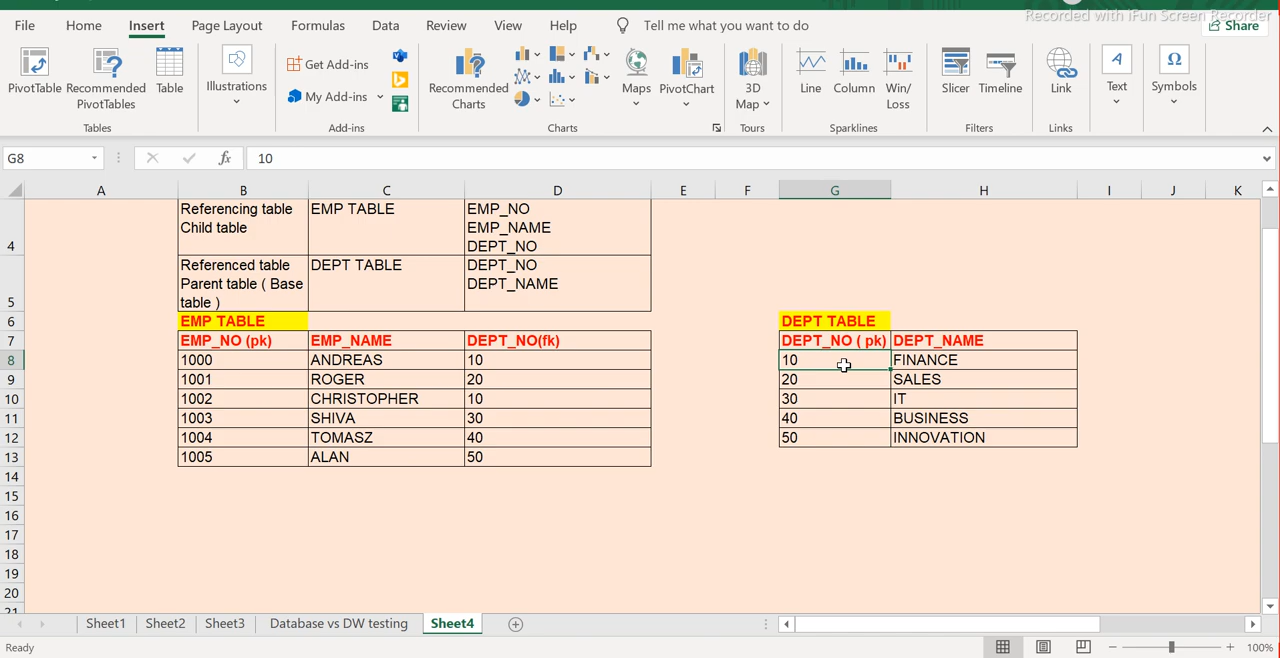 Recorded with iFun Screen Recorder
File Home Insert Page Layout Formulas Data Review View Help Tell me what you want to do Share
PivotTable Recommended PivotTables Table
Tables
Illustrations
Get Add-ins
My Add-ins
Add-ins
Recommended Charts
Maps PivotChart
Charts
3D Map
Tours
Line Column Win/Loss
Sparklines
Slicer Timeline
Filters
Link
Links
Text
Symbols
G8 fx 10
A B C D E F G H I J K
4 Referencing table EMP TABLE EMP_NO
Child table EMP_NAME
DEPT_NO
5 Referenced table DEPT TABLE DEPT_NO
Parent table ( Base DEPT_NAME
table )
6 EMP TABLE DEPT TABLE
7 EMP_NO (pk) EMP_NAME DEPT_NO(fk) DEPT_NO ( pk) DEPT_NAME
8 1000 ANDREAS 10 10 FINANCE
9 1001 ROGER 20 20 SALES
10 1002 CHRISTOPHER 10 30 IT
11 1003 SHIVA 30 40 BUSINESS
12 1004 TOMASZ 40 50 INNOVATION
13 1005 ALAN 50
14
15
16
17
18
19
20
21
Sheet1 Sheet2 Sheet3 Database vs DW testing Sheet4
Ready 100%